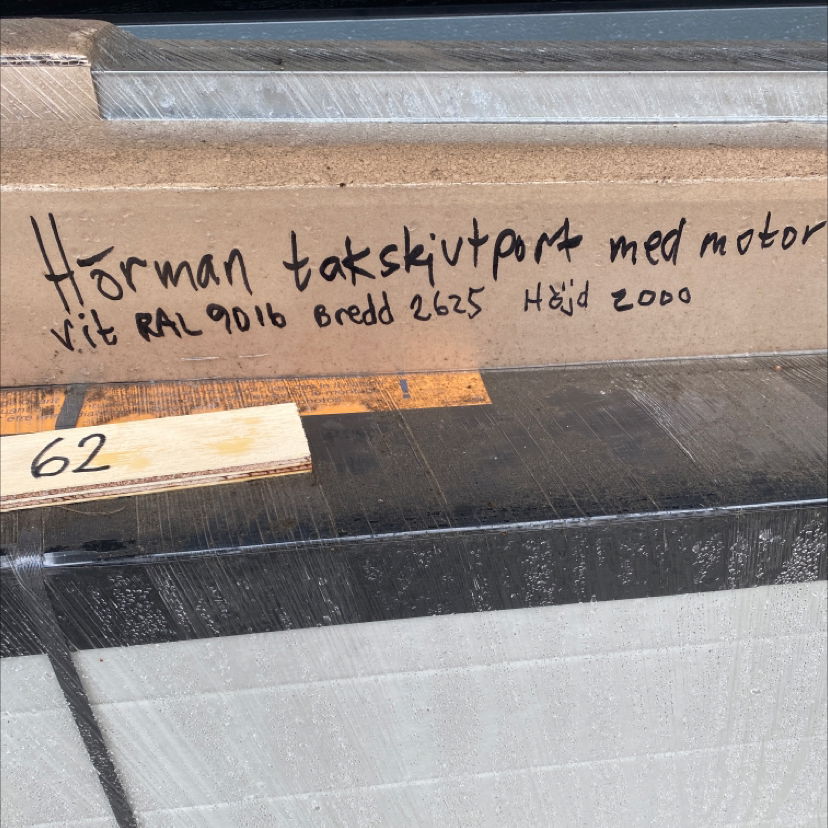 Hörman takskjutport med motor
vit RAL 9016 Bredd 2625 Höjd 2000
62